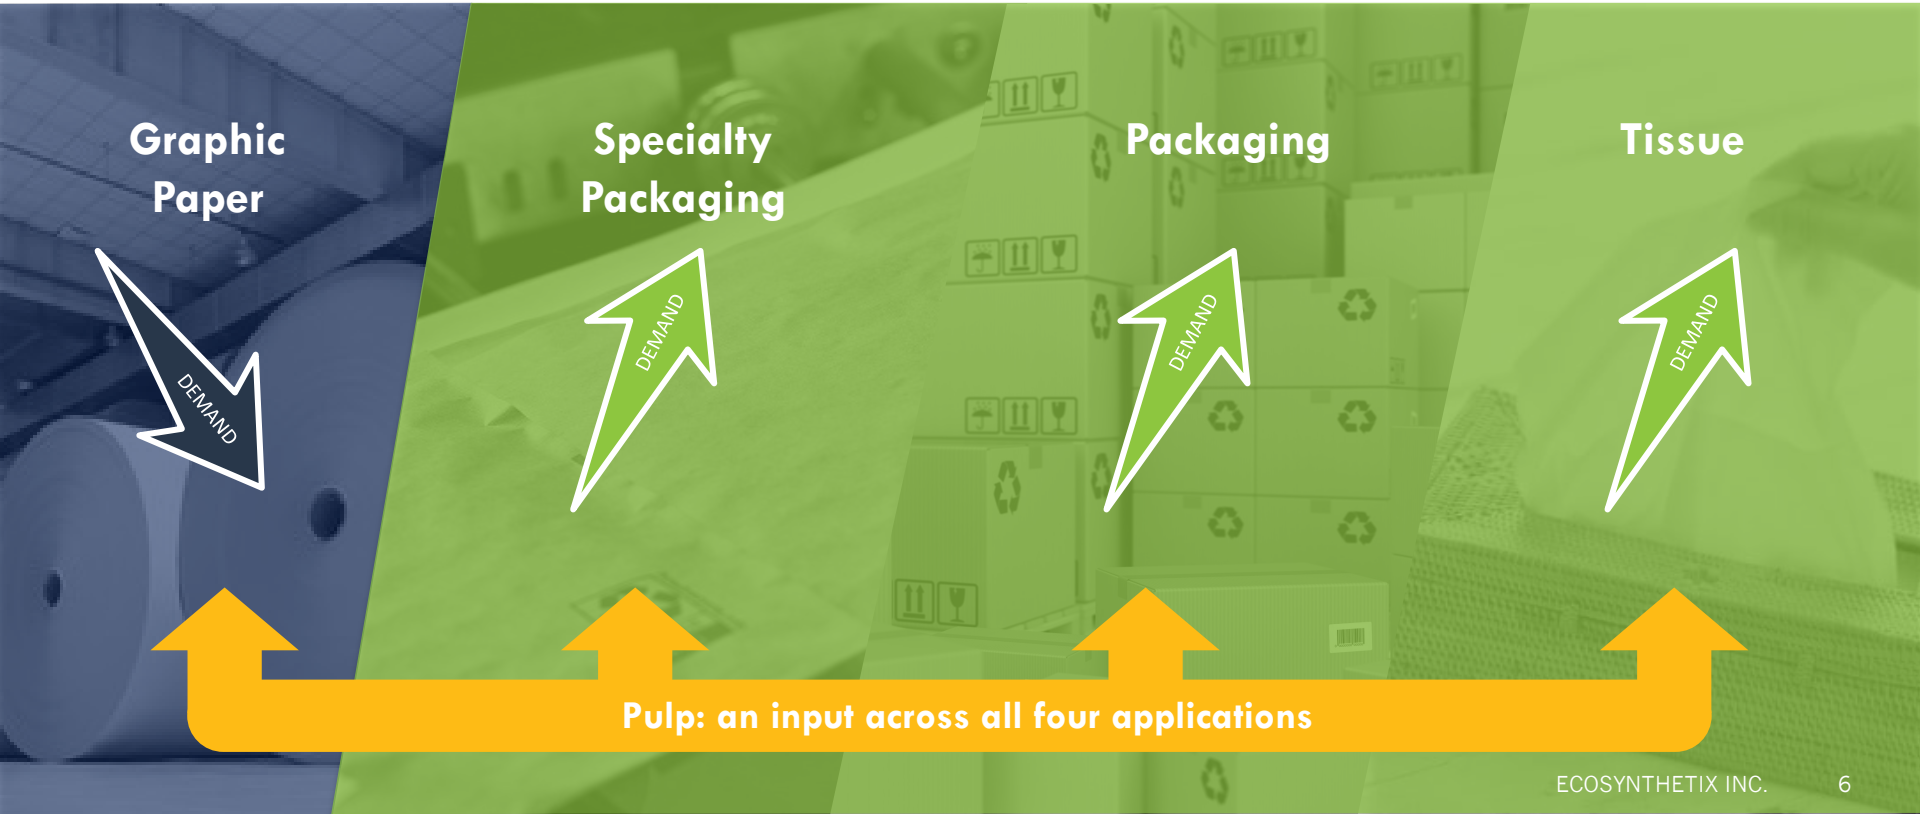 Graphic
Paper
Specialty
Packaging
Packaging
Tissue
DEMAND
DEMAND
DEMAND
DEMAND
Pulp: an input across all four applications
ECOSYNTHETIX INC.
6